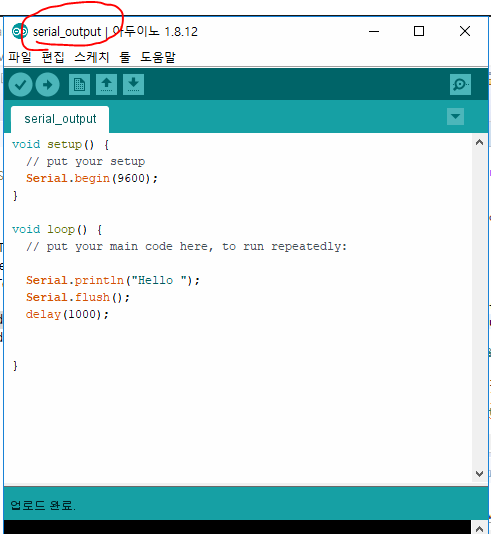 serial_output | 아두이노 1.8.12
파일 편집 스케치 툴 도움말
serial_output
void setup() {
// put your setup
Serial.begin(9600);
}
void loop() {
// put your main code here, to run repeatedly:
Serial.println("Hello ");
Serial.flush();
delay(1000);
}
업로드 완료.